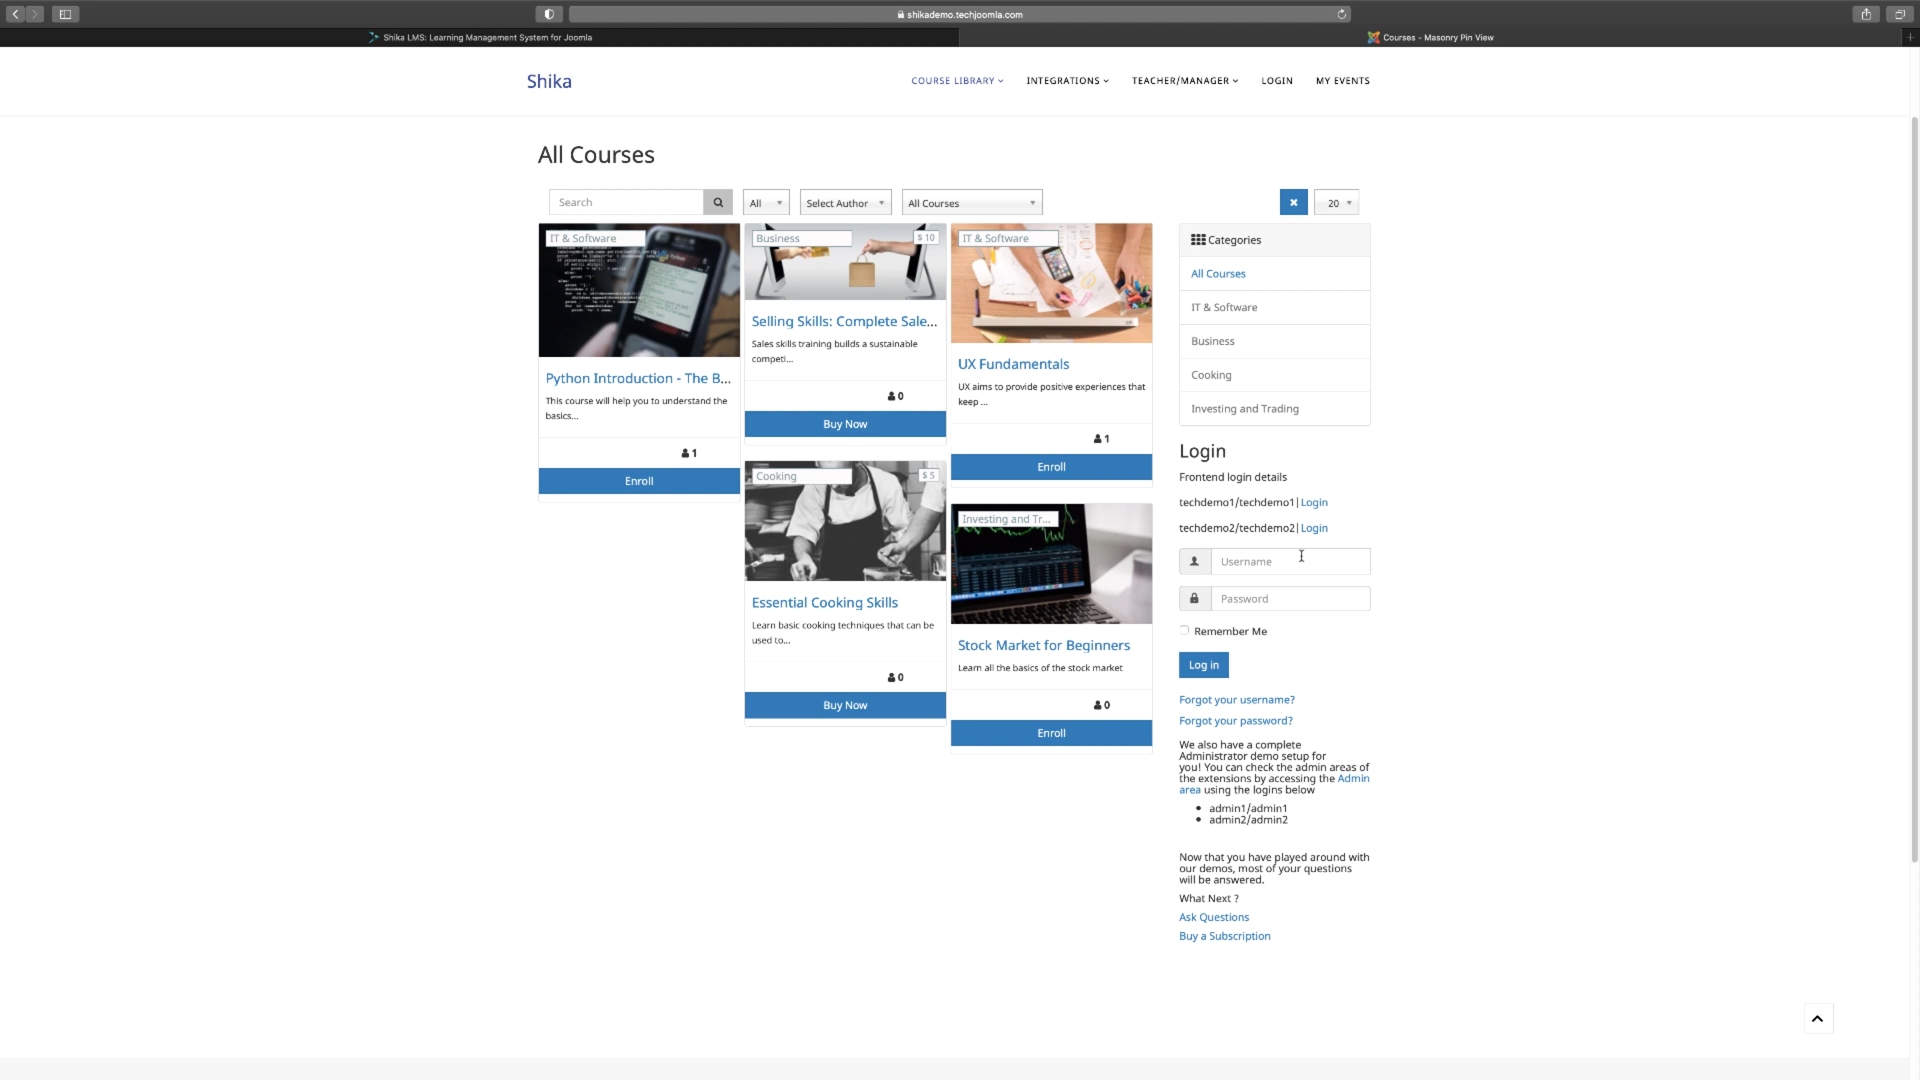 shikademo.techjoomla.com
Shika LMS: Learning Management System for Joomla
Courses - Masonry Pin View
Shika
COURSE LIBRARY
INTEGRATIONS
TEACHER/MANAGER
LOGIN
MY EVENTS
All Courses
Search
All
Select Author
All Courses
20
IT & Software
Python Introduction - The B...
This course will help you to understand the
basics...
1
Enroll
Business
$ 10
Selling Skills: Complete Sale...
Sales skills training builds a sustainable
competi...
0
Buy Now
Cooking
$ 5
Essential Cooking Skills
Learn basic cooking techniques that can be
used to...
0
Buy Now
IT & Software
UX Fundamentals
UX aims to provide positive experiences that
keep ...
1
Enroll
Investing and Tr...
Stock Market for Beginners
Learn all the basics of the stock market
0
Enroll
Categories
All Courses
IT & Software
Business
Cooking
Investing and Trading
Login
Frontend login details
techdemo1/techdemo1|Login
techdemo2/techdemo2|Login
Username
Password
Remember Me
Log in
Forgot your username?
Forgot your password?
We also have a complete
Administrator demo setup for
you! You can check the admin areas of
the extensions by accessing the Admin
area using the logins below
• admin1/admin1
• admin2/admin2
Now that you have played around with
our demos, most of your questions
will be answered.
What Next ?
Ask Questions
Buy a Subscription